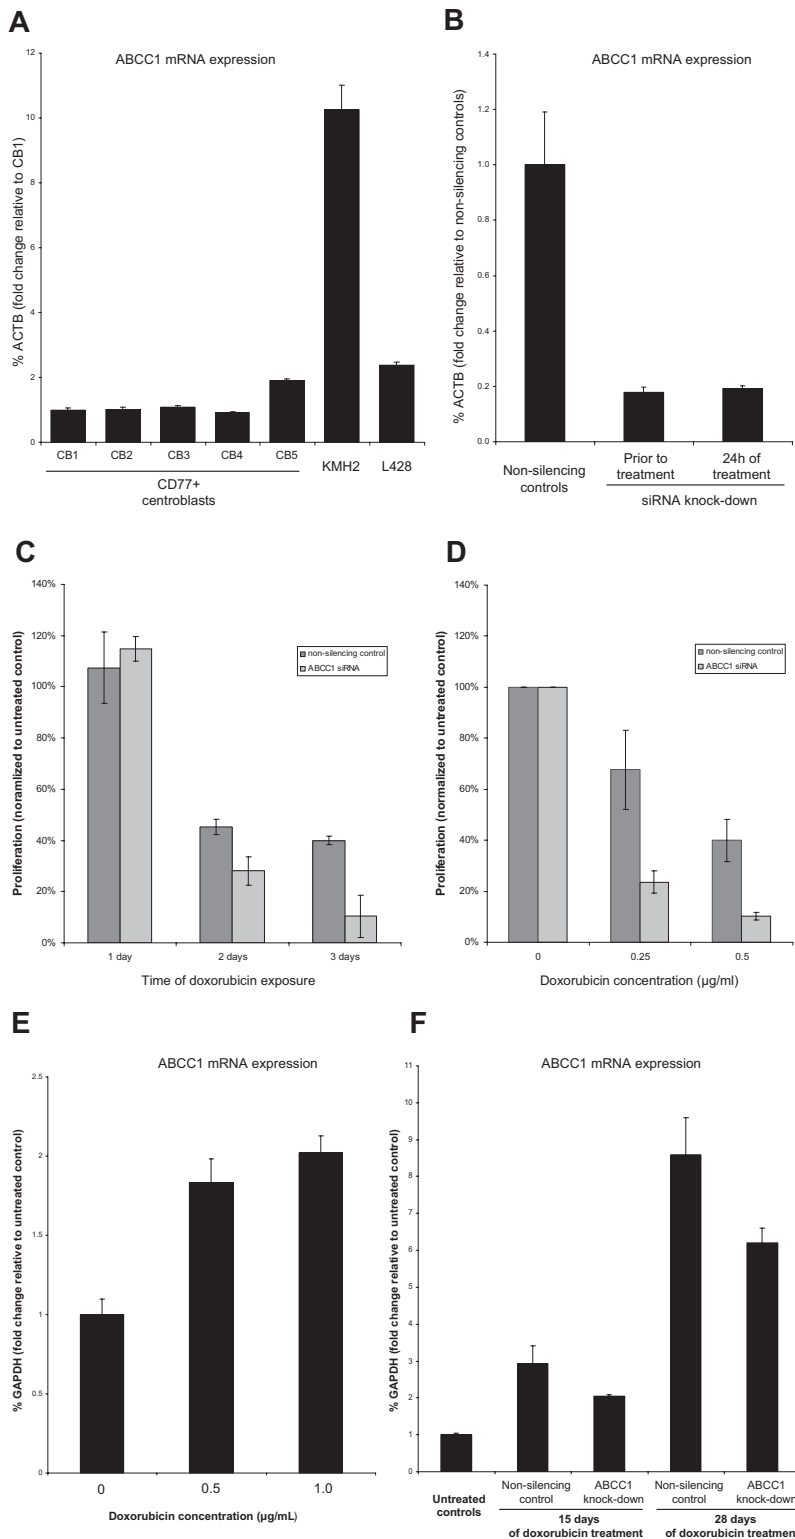 A
ABCC1 mRNA expression
% ACTB (fold change relative to CB1)
12
10
8
6
4
2
0
CB1 CB2 CB3 CB4 CB5 KMH2 L428
CD77+
centroblasts
B
ABCC1 mRNA expression
% ACTB (fold change relative to non-silencing controls)
1.4
1.2
1.0
0.8
0.6
0.4
0.2
0.0
Non-silencing
controls
Prior to
treatment
24h of
treatment
siRNA knock-down
C
Proliferation (noramlized to untreated control)
140%
120%
100%
80%
60%
40%
20%
0%
non-silencing control
ABCC1 siRNA
1 day 2 days 3 days
Time of doxorubicin exposure
D
Proliferation (normalized to untreated control)
140%
120%
100%
80%
60%
40%
20%
0%
non-silencing control
ABCC1 siRNA
0 0.25 0.5
Doxorubicin concentration (µg/ml)
E
ABCC1 mRNA expression
% GAPDH (fold change relative to untreated control)
2.5
2
1.5
1
0.5
0
0 0.5 1.0
Doxorubicin concentration (µg/mL)
F
ABCC1 mRNA expression
% GAPDH (fold change relative to untreated control)
11
10
9
8
7
6
5
4
3
2
1
0
Untreated
controls
Non-silencing
control
ABCC1
knock-down
15 days
of doxorubicin treatment
Non-silencing
control
ABCC1
knock-down
28 days
of doxorubicin treatment